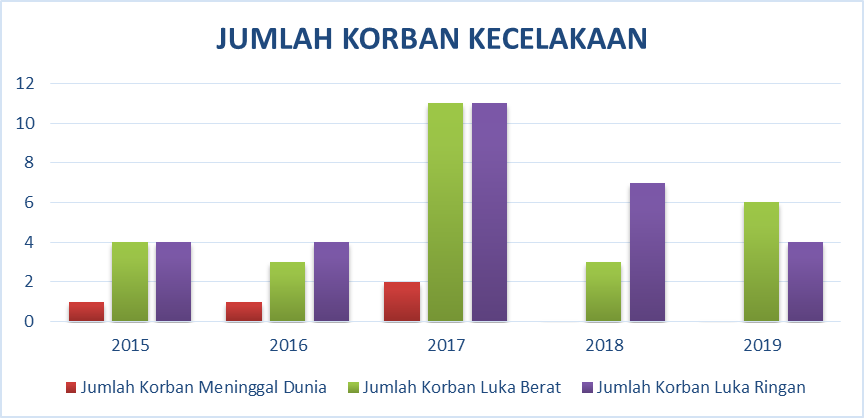 JUMLAH KORBAN KECELAKAAN
12
10
8
6
4
2
0
2015 2016 2017 2018 2019
Jumlah Korban Meninggal Dunia Jumlah Korban Luka Berat Jumlah Korban Luka Ringan